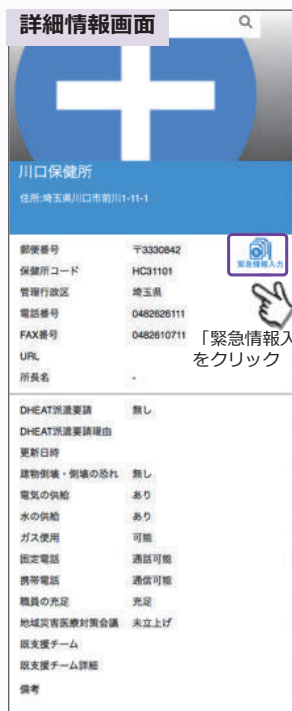 詳細情報画面
川口保健所
住所:埼玉県川口市前川1-11-1
郵便番号 〒3330842
保健所コード HC31101
管理行政区 埼玉県
電話番号 0482626111
FAX番号 0482610711
URL
所長名 -
緊急情報入力
「緊急情報入
をクリック
DHEAT派遣要請 無し
DHEAT派遣要請理由
更新日時
建物倒壊・倒壊の恐れ 無し
電気の供給 あり
水の供給 あり
ガス使用 可能
固定電話 通話可能
携帯電話 通信可能
職員の充足 充足
地域災害医療対策会議 未立上げ
既支援チーム
既支援チーム詳細
備考